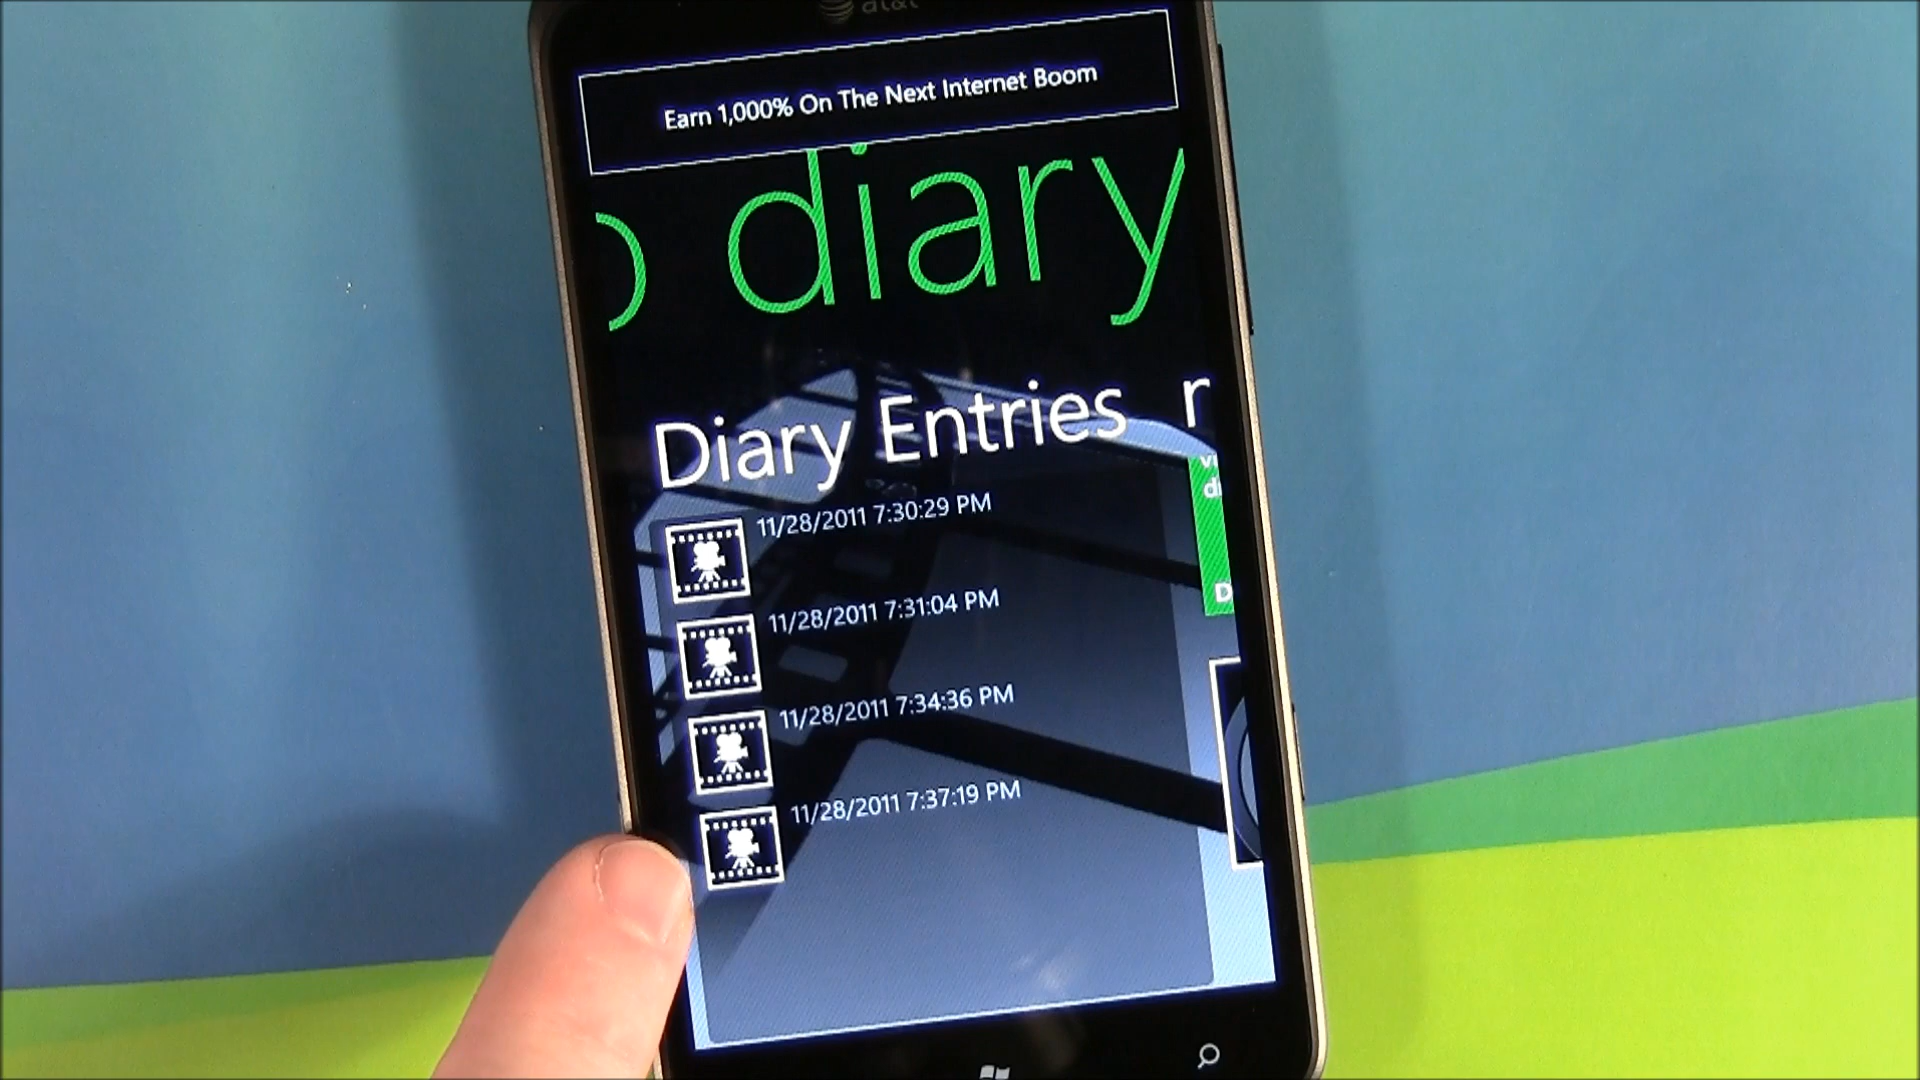 at&t
Earn 1,000% On The Next Internet Boom
o diary
Diary Entries r
11/28/2011 7:30:29 PM
11/28/2011 7:31:04 PM
11/28/2011 7:34:36 PM
11/28/2011 7:37:19 PM